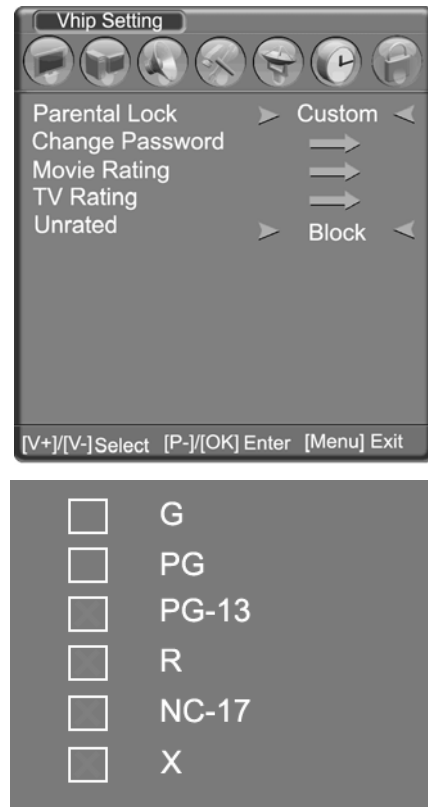 Vhip Setting
Parental Lock Custom
Change Password
Movie Rating
TV Rating
Unrated Block
[V+]/[V-]Select [P-]/[OK] Enter [Menu] Exit
G
PG
PG-13
R
NC-17
X